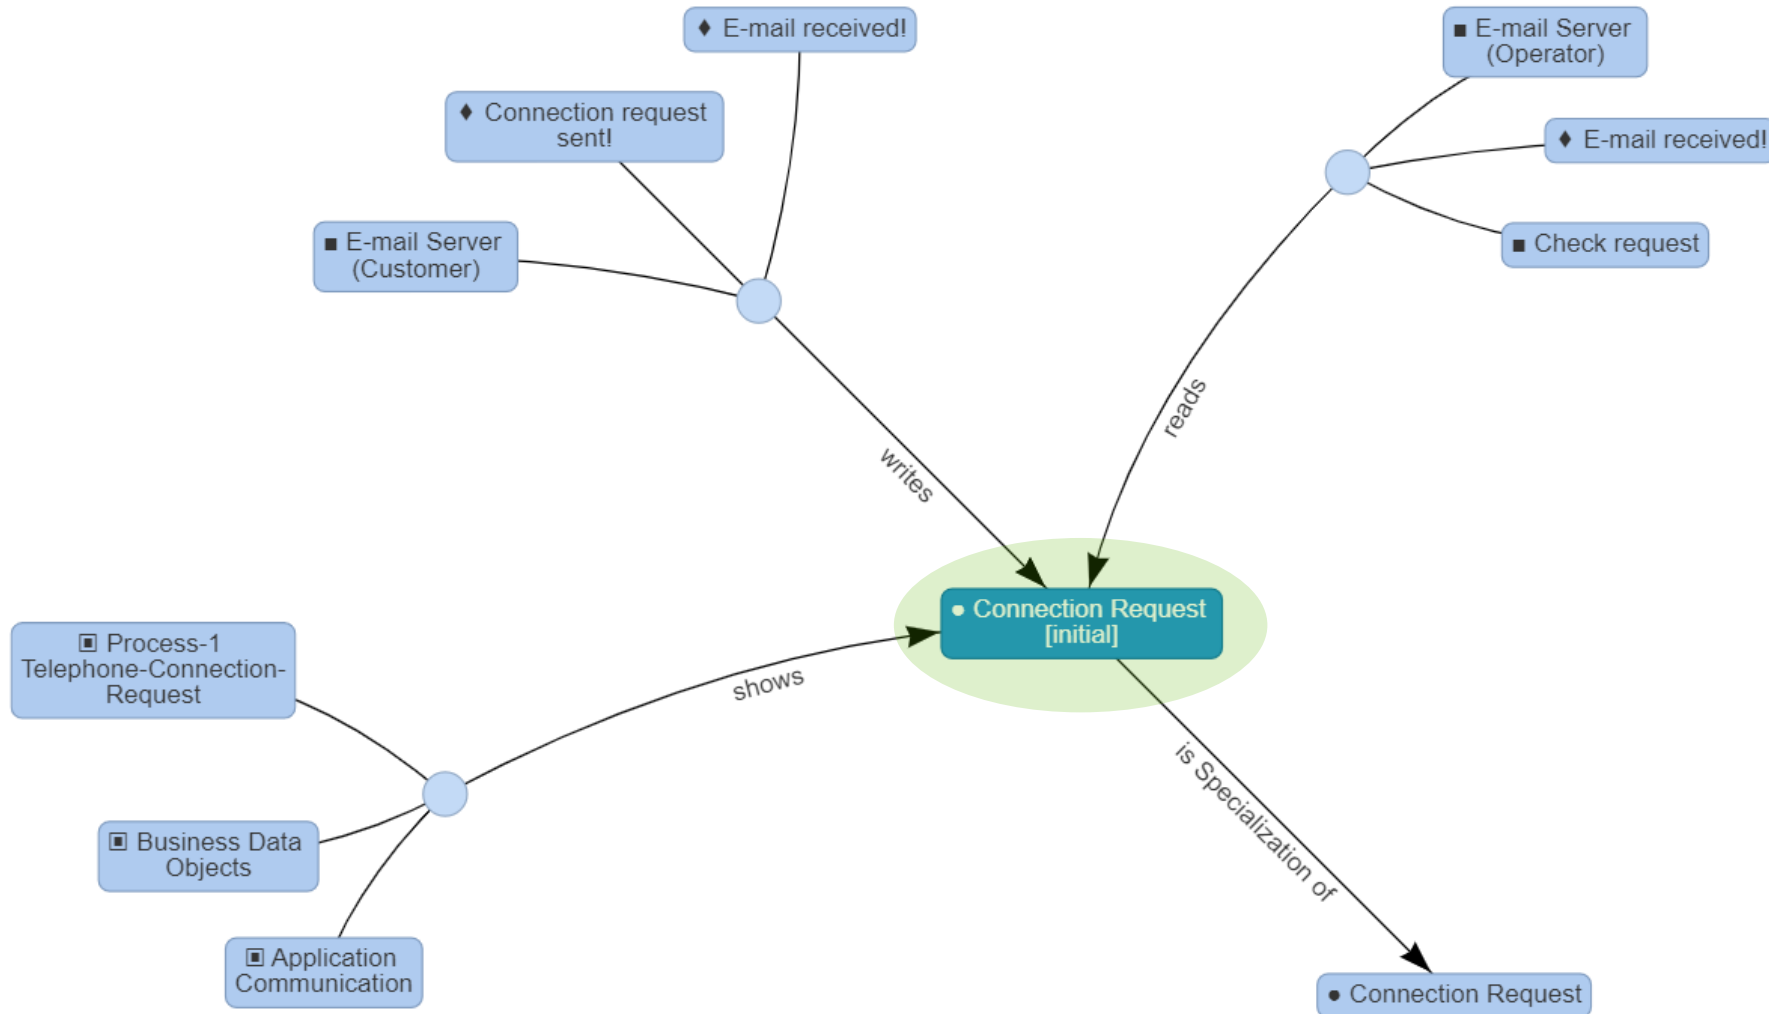 ♦ E-mail received!
■ E-mail Server
(Operator)
♦ Connection request
sent!
♦ E-mail received!
■ E-mail Server
(Customer)
■ Check request
reads
writes
● Connection Request
[initial]
▣ Process-1
Telephone-Connection-
Request
shows
is Specialization of
▣ Business Data
Objects
▣ Application
Communication
● Connection Request